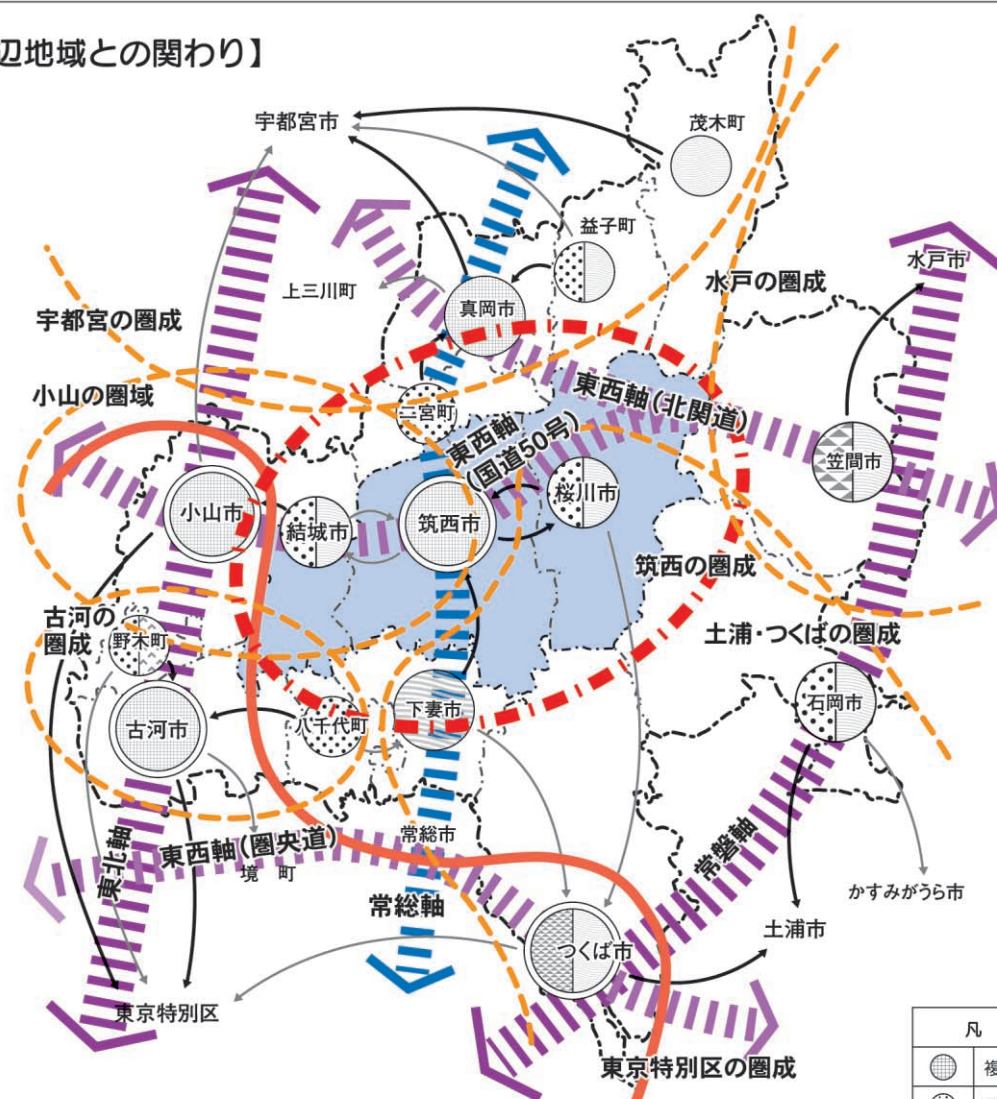 辺地域との関わり】
宇都宮市
茂木町
益子町
水戸の圏成
水戸市
上三川町
真岡市
宇都宮の圏成
小山の圏域
二宮町
東西軸(北関道)
東西軸
(国道50号)
笠間市
小山市
結城市
筑西市
桜川市
筑西の圏成
古河の
圏成
野木町
土浦・つくばの圏成
古河市
八千代町
下妻市
石岡市
東北軸
東西軸(圏央道)
境町
常総市
常総軸
常磐軸
かすみがうら市
土浦市
つくば市
東京特別区
東京特別区の圏成
凡
複